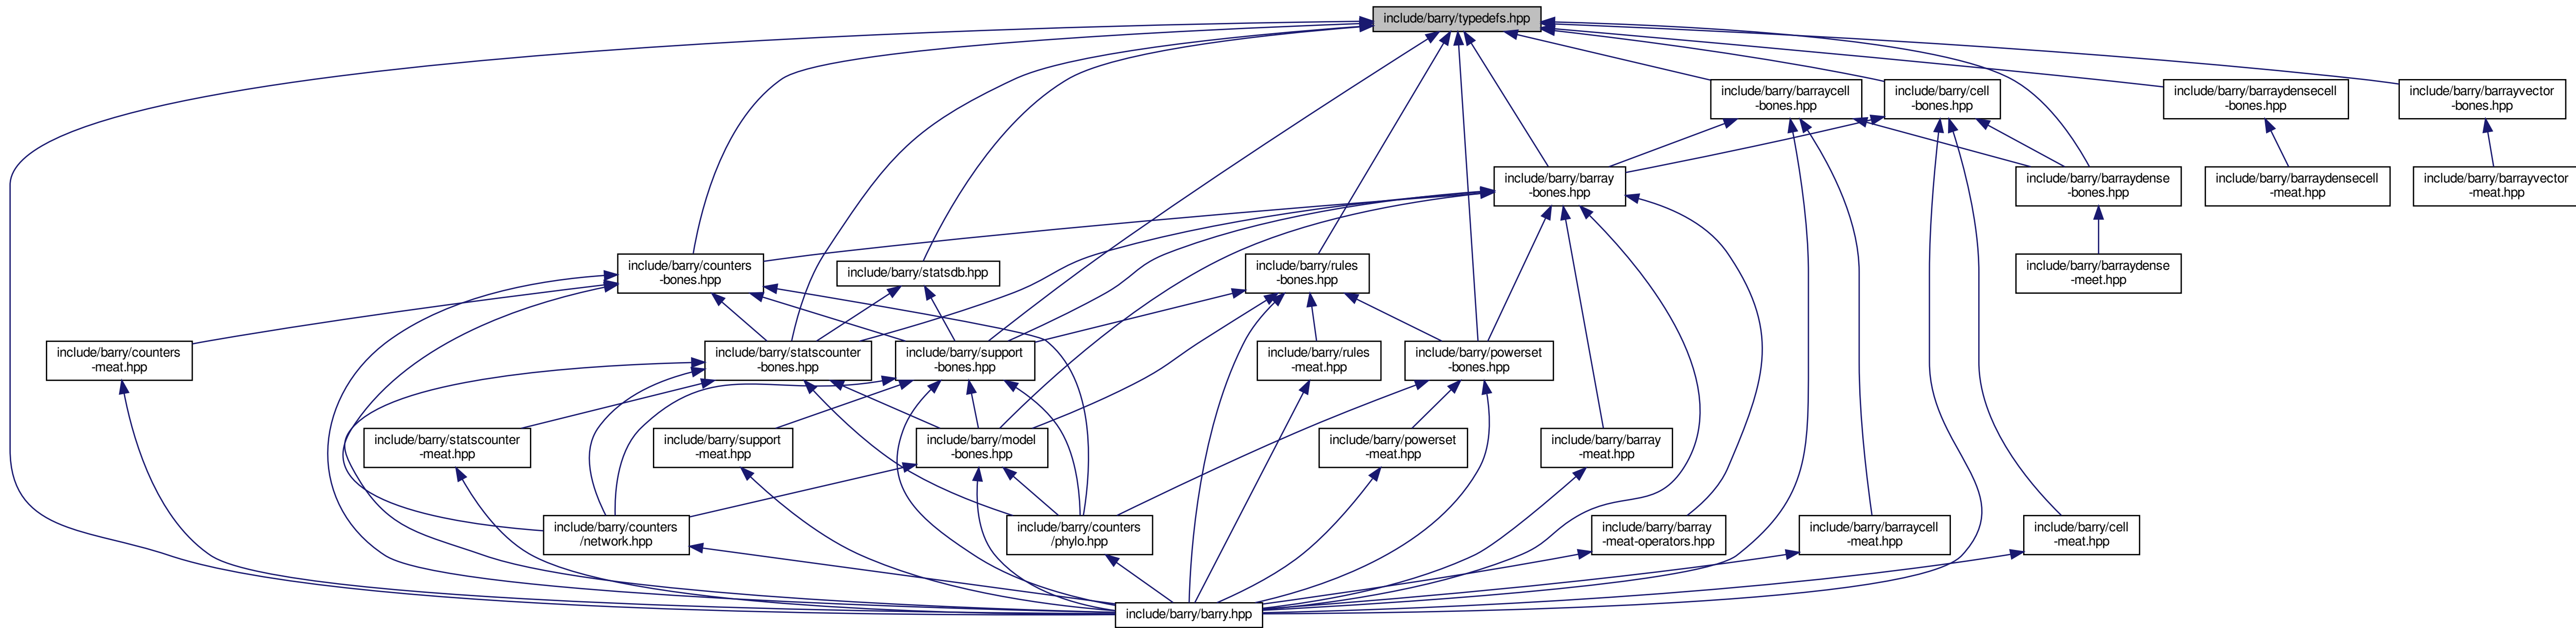 include/barry/typedefs.hpp
include/barry/barraycell
-bones.hpp
include/barry/cell
-bones.hpp
include/barry/barraydensecell
-bones.hpp
include/barry/barrayvector
-bones.hpp
include/barry/barray
-bones.hpp
include/barry/barraydense
-bones.hpp
include/barry/barraydensecell
-meat.hpp
include/barry/barrayvector
-meat.hpp
include/barry/counters
-bones.hpp
include/barry/statsdb.hpp
include/barry/rules
-bones.hpp
include/barry/barraydense
-meet.hpp
include/barry/counters
-meat.hpp
include/barry/statscounter
-bones.hpp
include/barry/support
-bones.hpp
include/barry/rules
-meat.hpp
include/barry/powerset
-bones.hpp
include/barry/statscounter
-meat.hpp
include/barry/support
-meat.hpp
include/barry/model
-bones.hpp
include/barry/powerset
-meat.hpp
include/barry/barray
-meat.hpp
include/barry/counters
/network.hpp
include/barry/counters
/phylo.hpp
include/barry/barray
-meat-operators.hpp
include/barry/barraycell
-meat.hpp
include/barry/cell
-meat.hpp
include/barry/barry.hpp